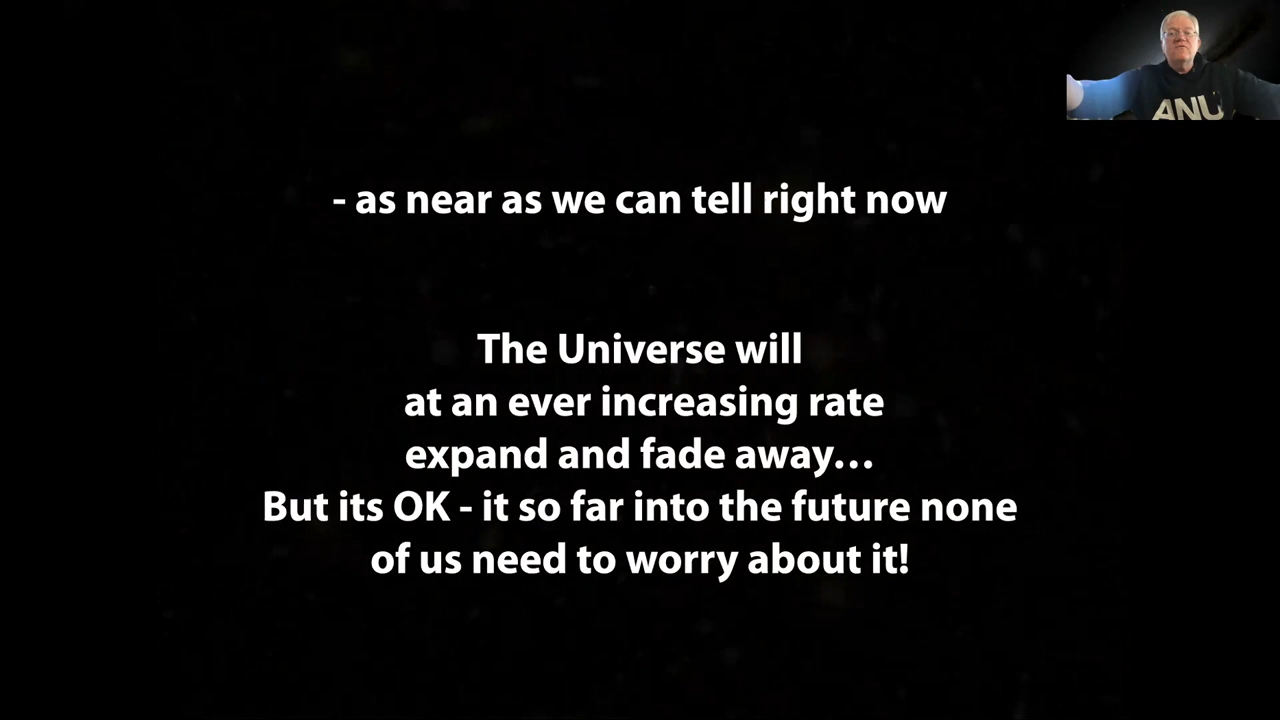 ANU
- as near as we can tell right now
The Universe will
at an ever increasing rate
expand and fade away…
But its OK - it so far into the future none
of us need to worry about it!